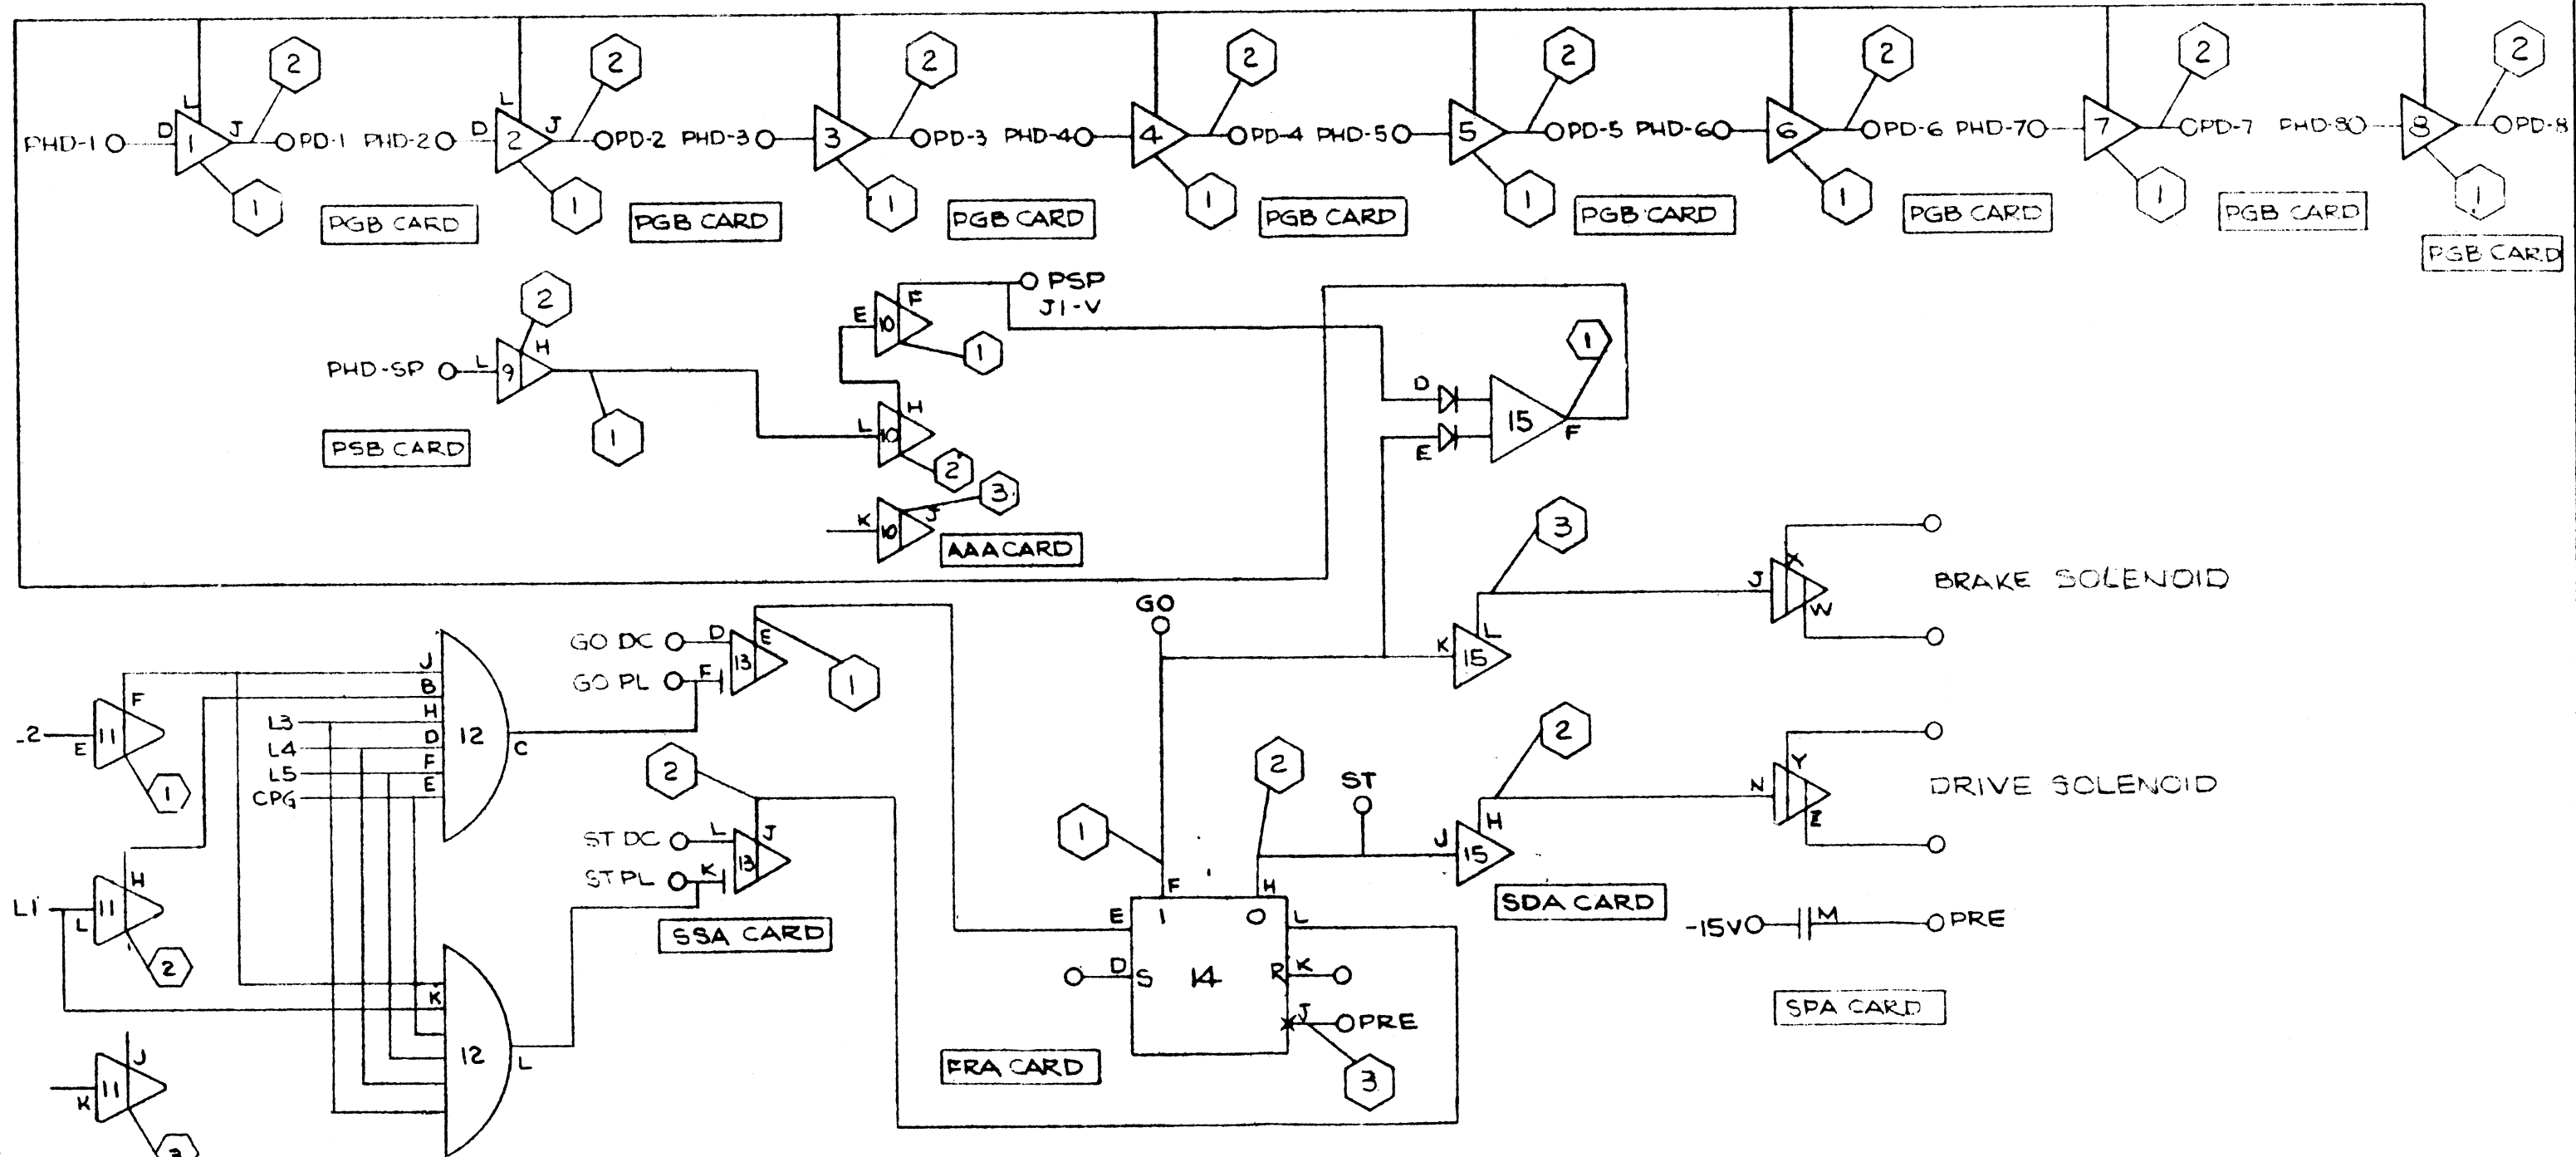 2 2 2 2 2 2 2 2
L L
PHD-1 D 1 J PD-1 PHD-2 D 2 J PD-2 PHD-3 3 PD-3 PHD-4 4 PD-4 PHD-5 5 PD-5 PHD-6 6 PD-6 PHD-7 7 PD-7 PHD-8 8 PD-8
1 1 1 1 1 1 1 1
PGB CARD PGB CARD PGB CARD PGB CARD PGB CARD PGB CARD PGB CARD
PGB CARD
PSP
J1-V
2 E 10 F 1
1
PHD-SP L 9 H
D 15 F
E
L 10 H
1 2
PSB CARD
3
K 10 J
AAA CARD
3
J X W
BRAKE SOLENOID
GO
GO DC D E
13
GO PL F
1
K L 15
J
B
H
D
F
E
12 C
F
E 11
1
L3
L4
L5
CPG
2
ST
2
2
Y
N Z
DRIVE SOLENOID
ST DC L J
13
ST PL K
1
J H 15
SSA CARD
SDA CARD
L1 L 11 H
2
F H
E 1 0 L
D S 14 R K
J PRE
3
FRA CARD
-15V M PRE
SPA CARD
K
12 L
J
K 11
3